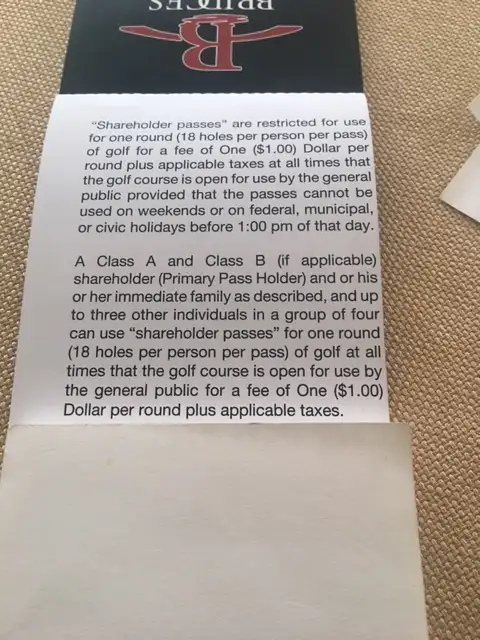 BRIDGES
B
"Shareholder passes" are restricted for use
for one round (18 holes per person per pass)
of golf for a fee of One ($1.00) Dollar per
round plus applicable taxes at all times that
the golf course is open for use by the general
public provided that the passes cannot be
used on weekends or on federal, municipal,
or civic holidays before 1:00 pm of that day.
A Class A and Class B (if applicable)
shareholder (Primary Pass Holder) and or his
or her immediate family as described, and up
to three other individuals in a group of four
can use "shareholder passes" for one round
(18 holes per person per pass) of golf at all
times that the golf course is open for use by
the general public for a fee of One ($1.00)
Dollar per round plus applicable taxes.